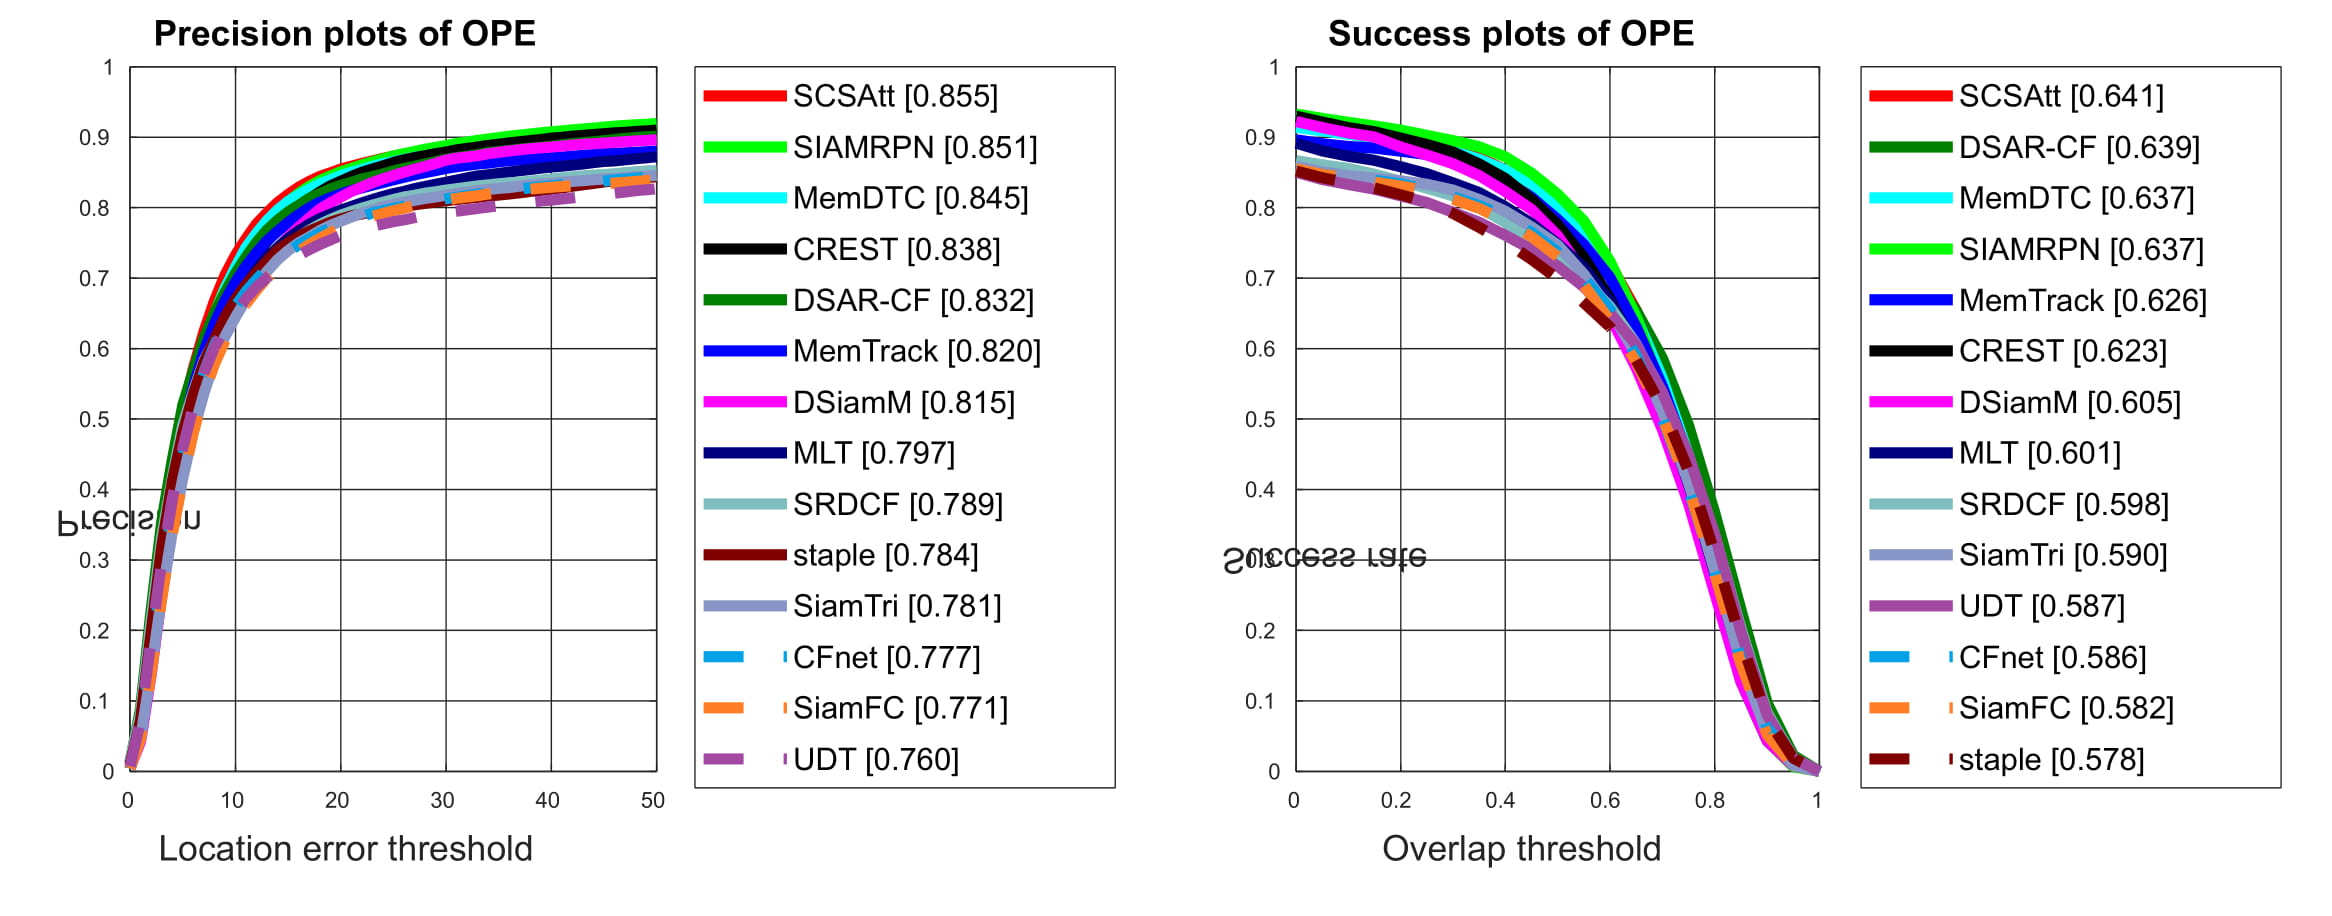 Precision plots of OPE
1
0.9
0.8
0.7
0.6
0.5
0.4
0.3
0.2
0.1
0
Precision
0
10
20
30
40
50
Location error threshold
SCSAtt [0.855]
SIAMRPN [0.851]
MemDTC [0.845]
CREST [0.838]
DSAR-CF [0.832]
MemTrack [0.820]
DSiamM [0.815]
MLT [0.797]
SRDCF [0.789]
staple [0.784]
SiamTri [0.781]
CFnet [0.777]
SiamFC [0.771]
UDT [0.760]
Success plots of OPE
1
0.9
0.8
0.7
0.6
0.5
0.4
0.3
0.2
0.1
0
Success rate
0
0.2
0.4
0.6
0.8
1
Overlap threshold
SCSAtt [0.641]
DSAR-CF [0.639]
MemDTC [0.637]
SIAMRPN [0.637]
MemTrack [0.626]
CREST [0.623]
DSiamM [0.605]
MLT [0.601]
SRDCF [0.598]
SiamTri [0.590]
UDT [0.587]
CFnet [0.586]
SiamFC [0.582]
staple [0.578]